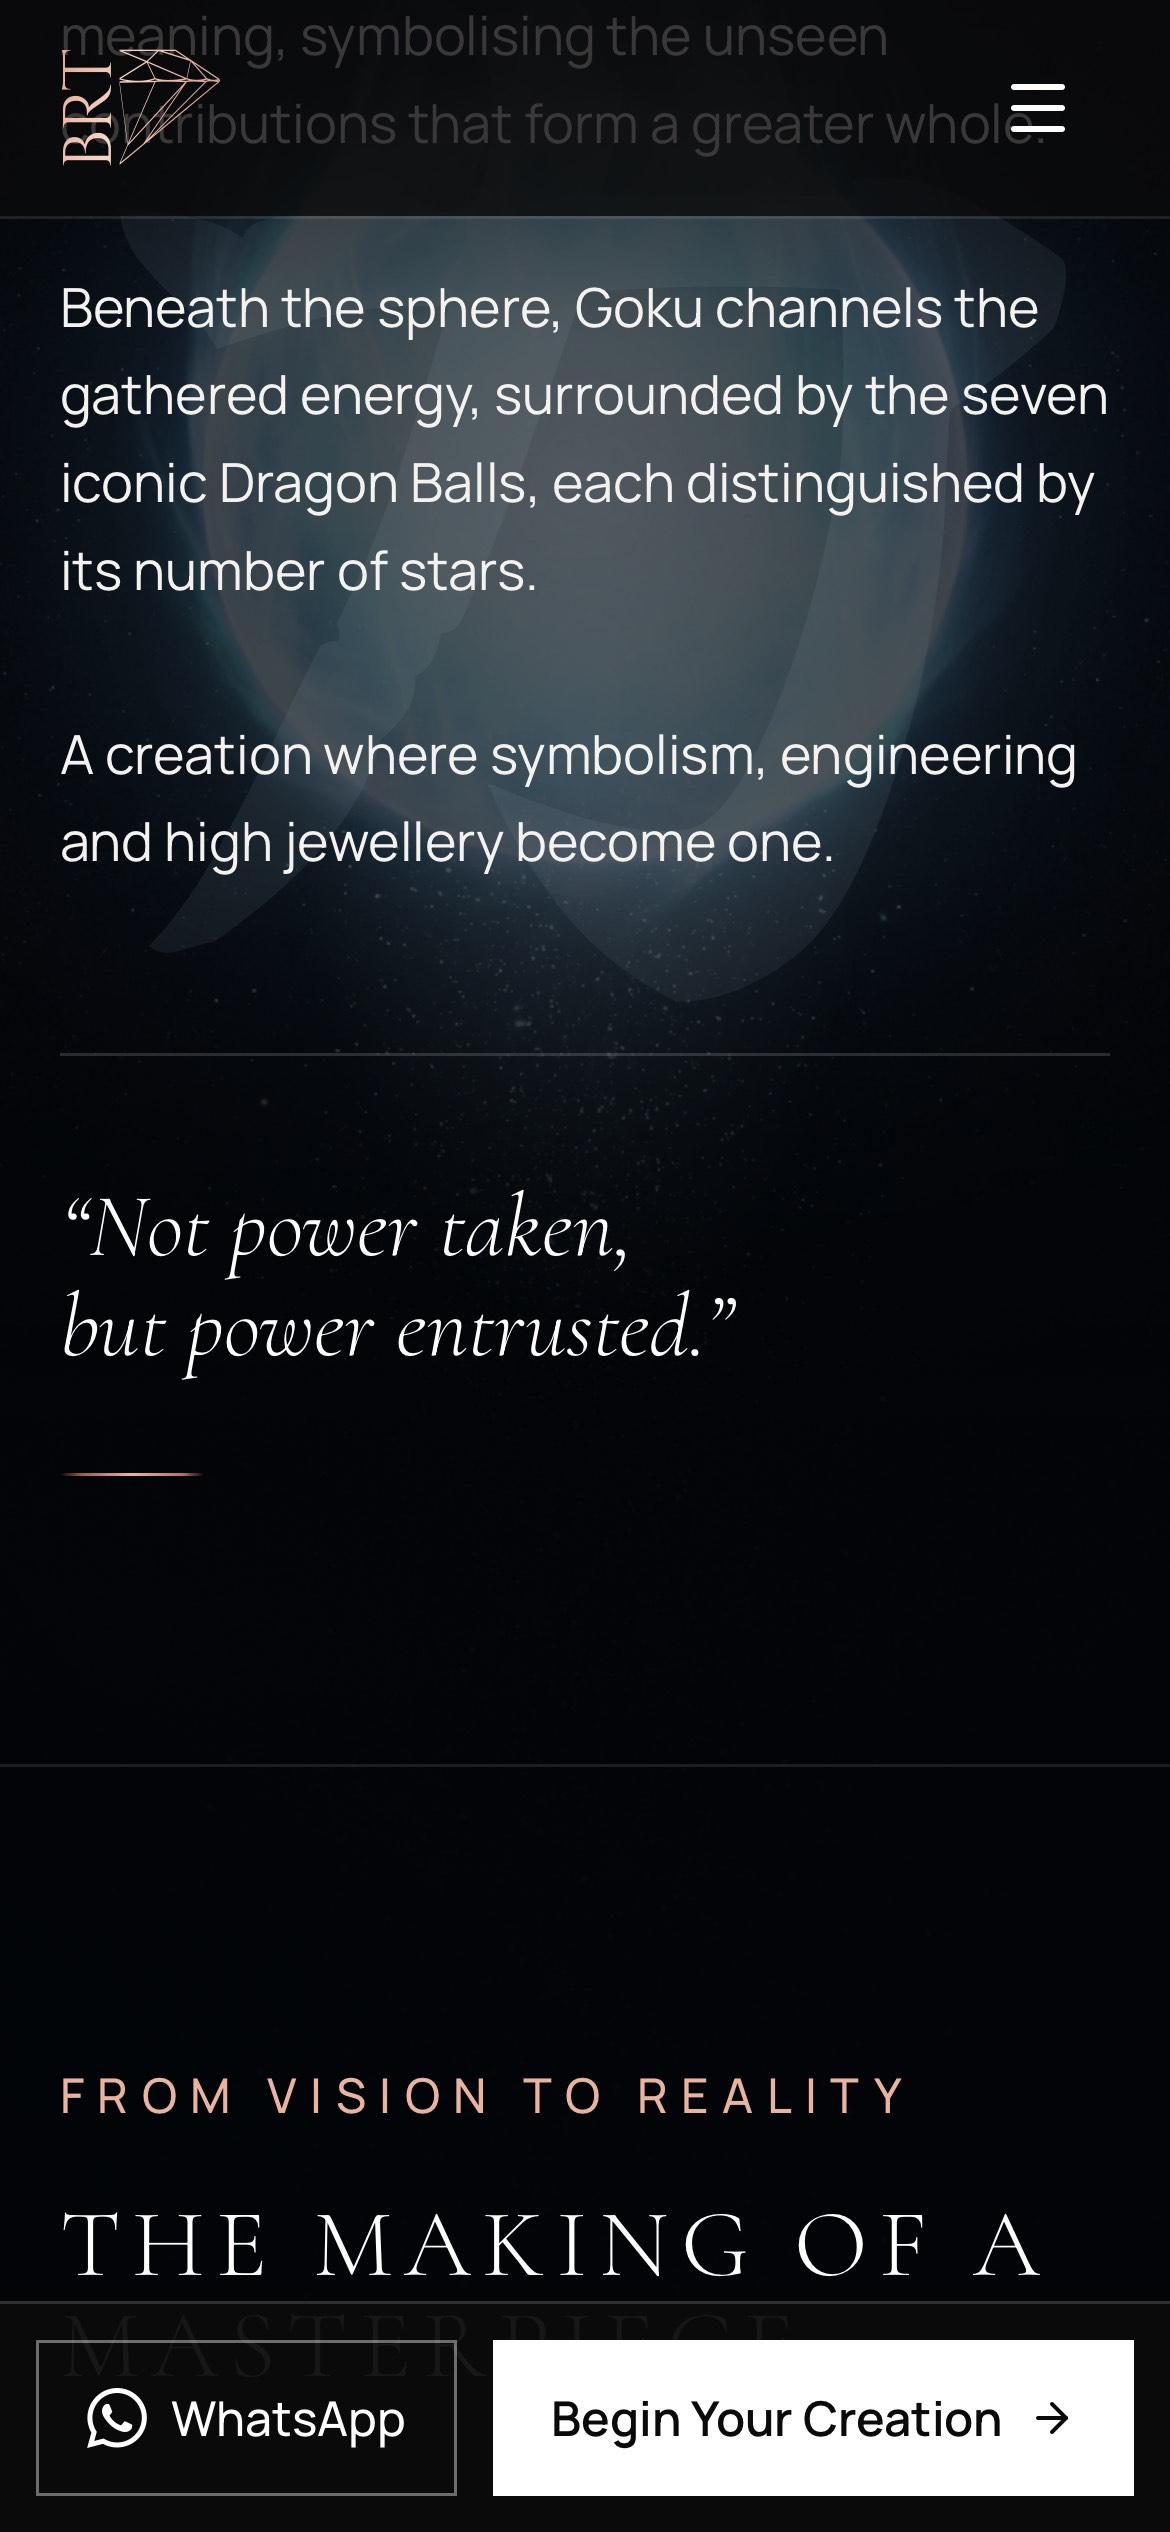 meaning, symbolising the unseen
BRT
contributions that form a greater whole.
Beneath the sphere, Goku channels the
gathered energy, surrounded by the seven
iconic Dragon Balls, each distinguished by
its number of stars.
A creation where symbolism, engineering
and high jewellery become one.
“Not power taken,
but power entrusted.”
FROM VISION TO REALITY
THE MAKING OF A
MASTERPIECE
WhatsApp
Begin Your Creation →